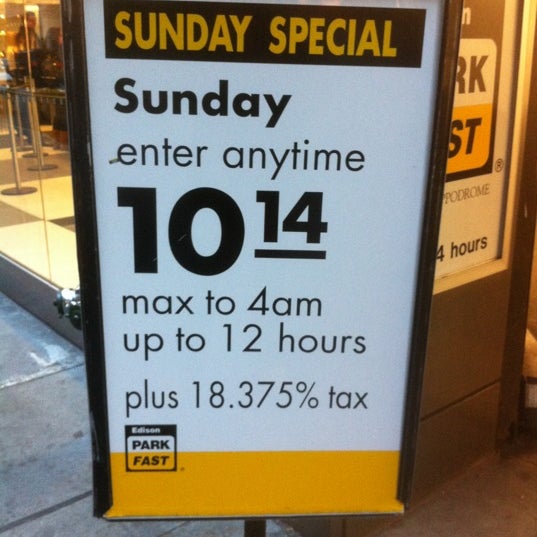 SUNDAY SPECIAL
Sunday
enter anytime
10 14
max to 4am
up to 12 hours
plus 18.375% tax
Edison
PARK
FAST
n
RK
ST
®
PODROME
4 hours